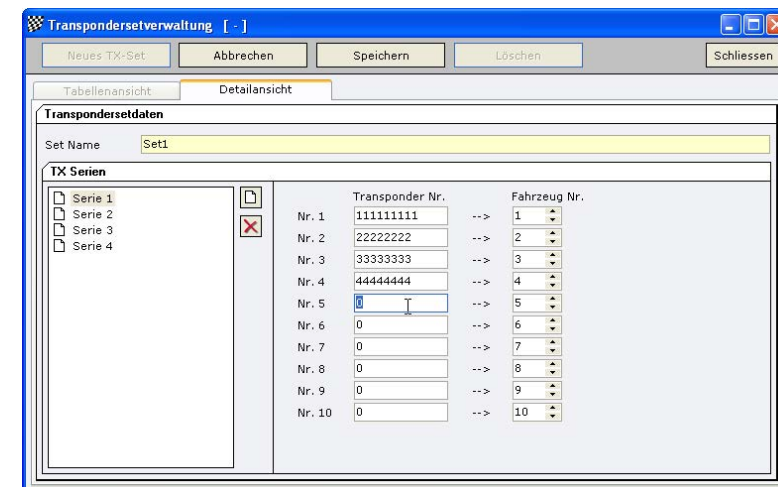 Transpondersetverwaltung [ - ]
Neues TX-Set Abbrechen Speichern Löschen Schliessen
Tabellenansicht Detailansicht
Transpondersetdaten
Set Name Set1
TX Serien
Serie 1
Serie 2
Serie 3
Serie 4
Transponder Nr. Fahrzeug Nr.
Nr. 1 111111111 --> 1
Nr. 2 22222222 --> 2
Nr. 3 33333333 --> 3
Nr. 4 44444444 --> 4
Nr. 5 0 --> 5
Nr. 6 0 --> 6
Nr. 7 0 --> 7
Nr. 8 0 --> 8
Nr. 9 0 --> 9
Nr. 10 0 --> 10